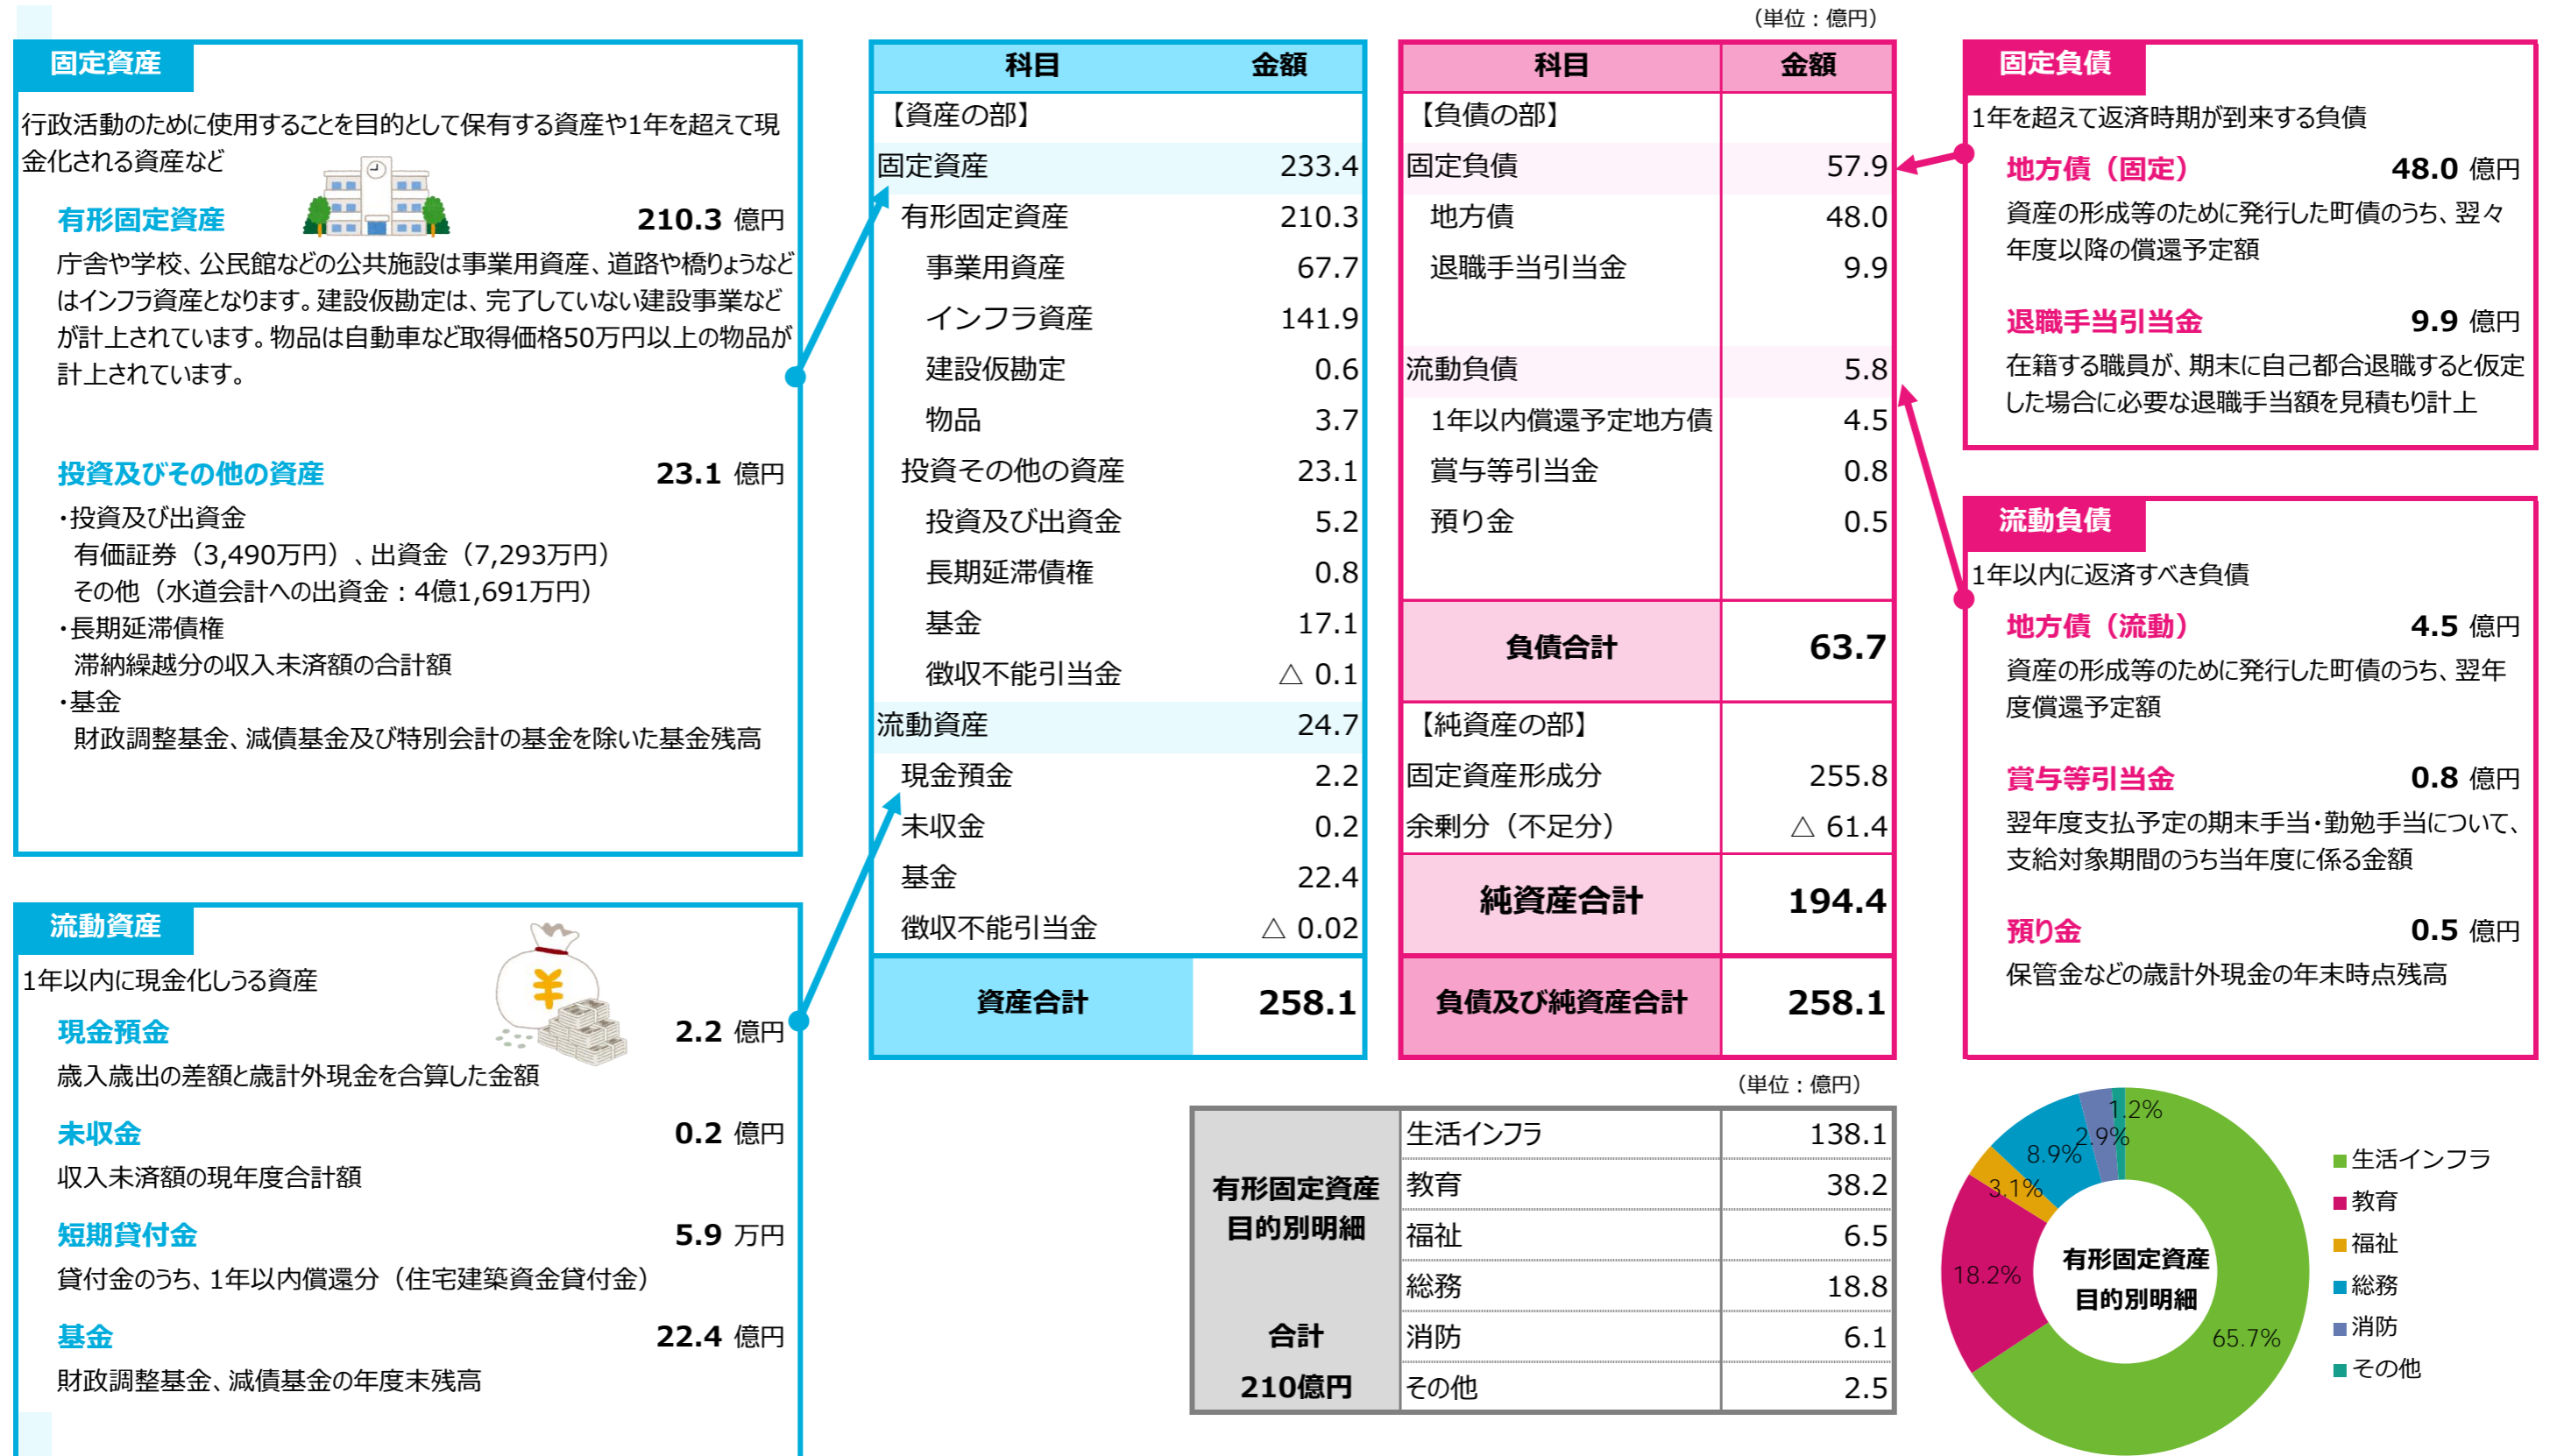 固定資産
行政活動のために使用することを目的として保有する資産や1年を超えて現
金化される資産など
有形固定資産 210.3 億円
庁舎や学校、公民館などの公共施設は事業用資産、道路や橋りょうなど
はインフラ資産となります。建設仮勘定は、完了していない建設事業など
が計上されています。物品は自動車など取得価格50万円以上の物品が
計上されています。
投資及びその他の資産 23.1 億円
・投資及び出資金
有価証券（3,490万円）、出資金（7,293万円）
その他（水道会計への出資金：4億1,691万円）
・長期延滞債権
滞納繰越分の収入未済額の合計額
・基金
財政調整基金、減債基金及び特別会計の基金を除いた基金残高
流動資産
1年以内に現金化しうる資産
現金預金 2.2 億円
歳入歳出の差額と歳計外現金を合算した金額
未収金 0.2 億円
収入未済額の現年度合計額
短期貸付金 5.9 万円
貸付金のうち、1年以内償還分（住宅建築資金貸付金）
基金 22.4 億円
財政調整基金、減債基金の年度末残高
（単位：億円）
科目 金額
【資産の部】
固定資産 233.4
有形固定資産 210.3
事業用資産 67.7
インフラ資産 141.9
建設仮勘定 0.6
物品 3.7
投資その他の資産 23.1
投資及び出資金 5.2
長期延滞債権 0.8
基金 17.1
徴収不能引当金 △ 0.1
流動資産 24.7
現金預金 2.2
未収金 0.2
基金 22.4
徴収不能引当金 △ 0.02
資産合計 258.1
科目 金額
【負債の部】
固定負債 57.9
地方債 48.0
退職手当引当金 9.9
流動負債 5.8
1年以内償還予定地方債 4.5
賞与等引当金 0.8
預り金 0.5
負債合計 63.7
【純資産の部】
固定資産形成分 255.8
余剰分（不足分） △ 61.4
純資産合計 194.4
負債及び純資産合計 258.1
固定負債
1年を超えて返済時期が到来する負債
地方債（固定） 48.0 億円
資産の形成等のために発行した町債のうち、翌々
年度以降の償還予定額
退職手当引当金 9.9 億円
在籍する職員が、期末に自己都合退職すると仮定
した場合に必要な退職手当額を見積もり計上
流動負債
1年以内に返済すべき負債
地方債（流動） 4.5 億円
資産の形成等のために発行した町債のうち、翌年
度償還予定額
賞与等引当金 0.8 億円
翌年度支払予定の期末手当・勤勉手当について、
支給対象期間のうち当年度に係る金額
預り金 0.5 億円
保管金などの歳計外現金の年末時点残高
（単位：億円）
有形固定資産
目的別明細
合計
210億円
生活インフラ 138.1
教育 38.2
福祉 6.5
総務 18.8
消防 6.1
その他 2.5
1.2%
2.9%
8.9%
3.1%
18.2%
65.7%
有形固定資産
目的別明細
生活インフラ
教育
福祉
総務
消防
その他